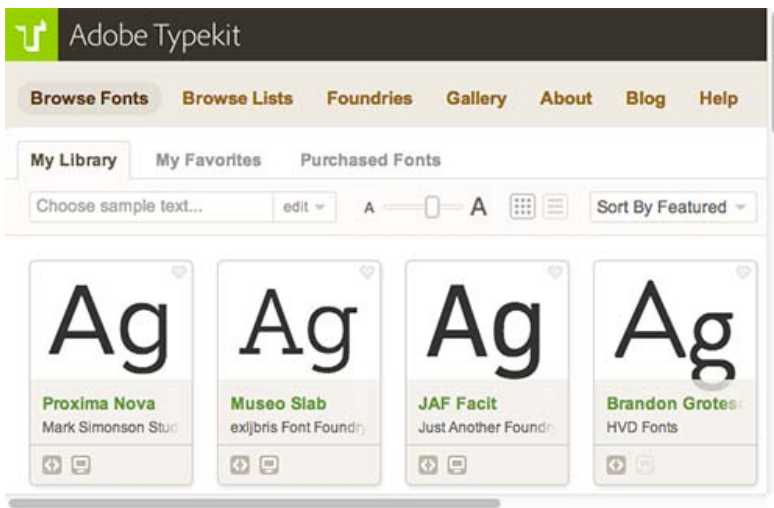 Adobe Typekit
Browse Fonts Browse Lists Foundries Gallery About Blog Help
My Library My Favorites Purchased Fonts
Choose sample text... edit A A Sort By Featured
Ag Ag Ag Ag
Proxima Nova Museo Slab JAF Facit Brandon Grotes
Mark Simonson Stud exljbris Font Foundry Just Another Foundr HVD Fonts